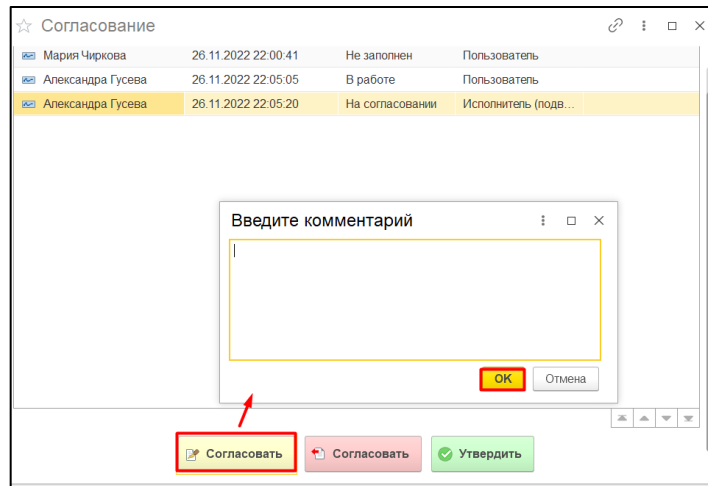 Согласование
Мария Чиркова 26.11.2022 22:00:41 Не заполнен Пользователь
Александра Гусева 26.11.2022 22:05:05 В работе Пользователь
Александра Гусева 26.11.2022 22:05:20 На согласовании Исполнитель (подв...
Введите комментарий
ОК Отмена
Согласовать Согласовать Утвердить